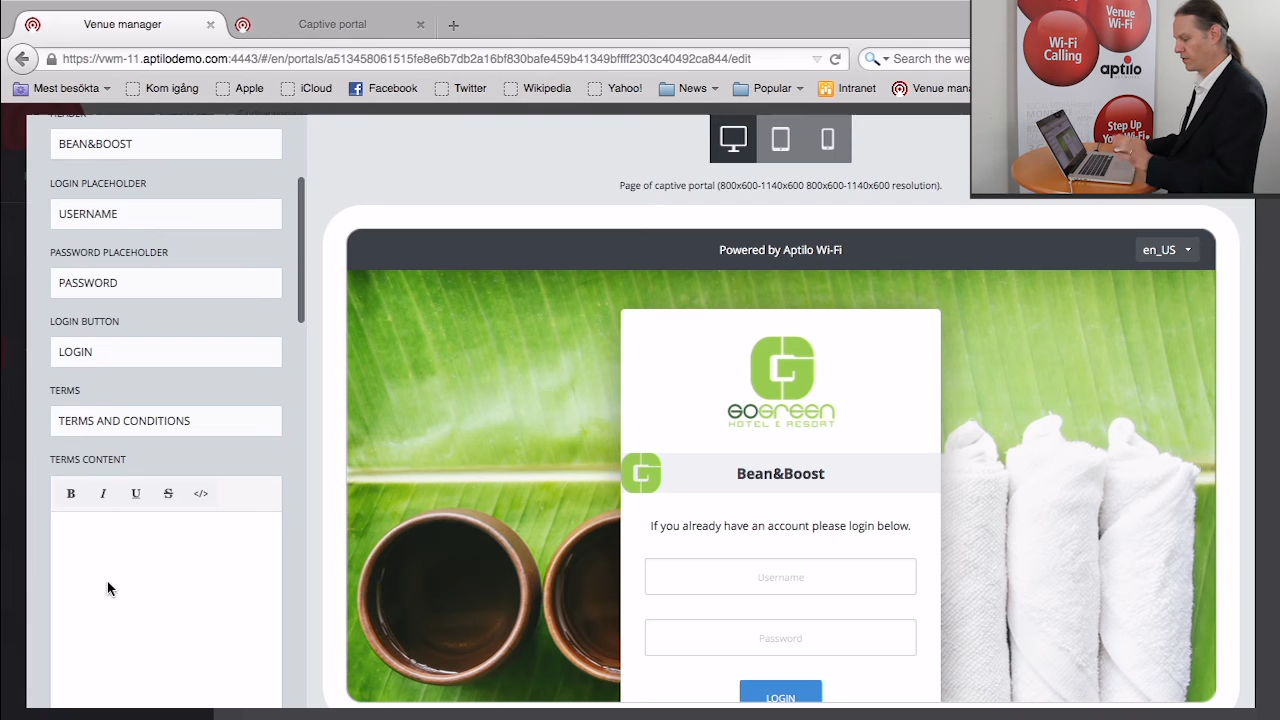 Venue manager
Captive portal
https://vwm-11.aptilodemo.com:4443/#/en/portals/
/edit
Search the we
Mest besökta
Kom igång
Apple
iCloud
Facebook
Twitter
Wikipedia
Yahoo!
News
Popular
Intranet
Venue mana
Wi-Fi
Calling
Venue
Wi-Fi
aptilo
Step Up
Your Wi-Fi
HEADER
BEAN&BOOST
LOGIN PLACEHOLDER
USERNAME
PASSWORD PLACEHOLDER
PASSWORD
LOGIN BUTTON
LOGIN
TERMS
TERMS AND CONDITIONS
TERMS CONTENT
B I U S </>
Page of captive portal (800x600-1140x600 800x600-1140x600 resolution).
Powered by Aptilo Wi-Fi
en_US
GOGREEN
HOTEL & RESORT
Bean&Boost
If you already have an account please login below.
Username
Password
LOGIN